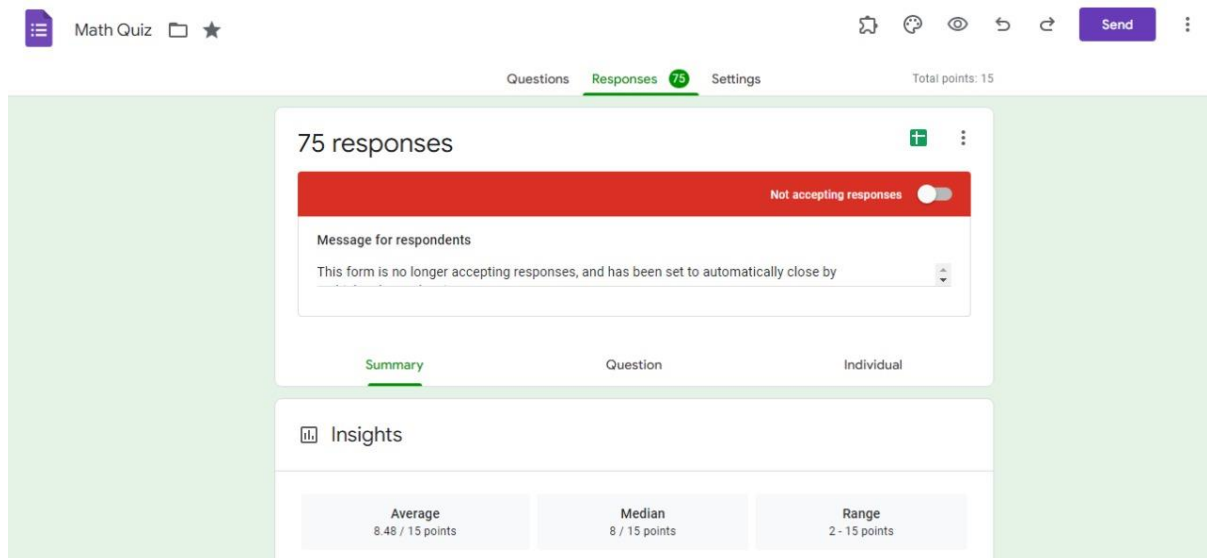 Math Quiz
Send
Questions Responses 75 Settings
Total points: 15
75 responses
Not accepting responses
Message for respondents
This form is no longer accepting responses, and has been set to automatically close by
Summary Question Individual
Insights
Average Median Range
8.48 / 15 points 8 / 15 points 2 - 15 points